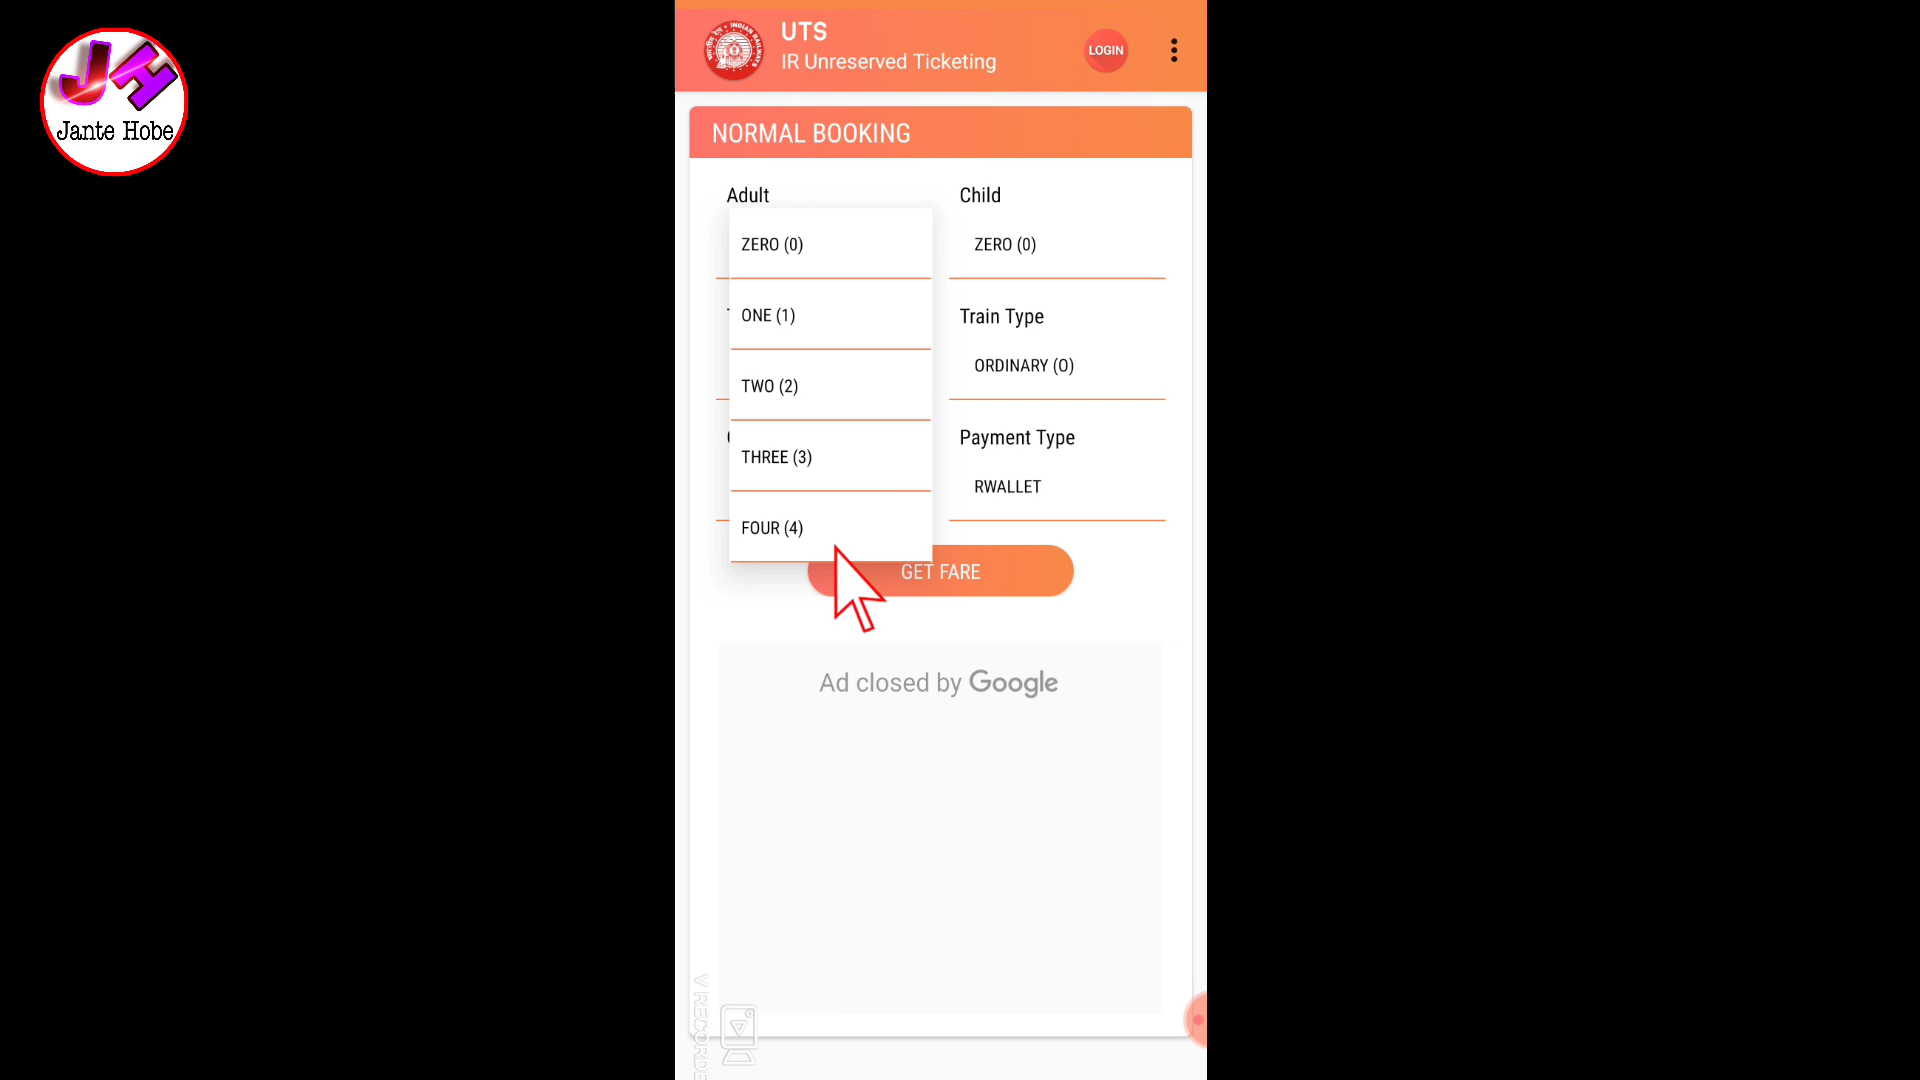 Jante Hobe
UTS
IR Unreserved Ticketing
LOGIN
NORMAL BOOKING
Adult
Child
ZERO (0)
ZERO (0)
ONE (1)
Train Type
TWO (2)
ORDINARY (O)
THREE (3)
Payment Type
FOUR (4)
RWALLET
GET FARE
Ad closed by Google
V RECORDE